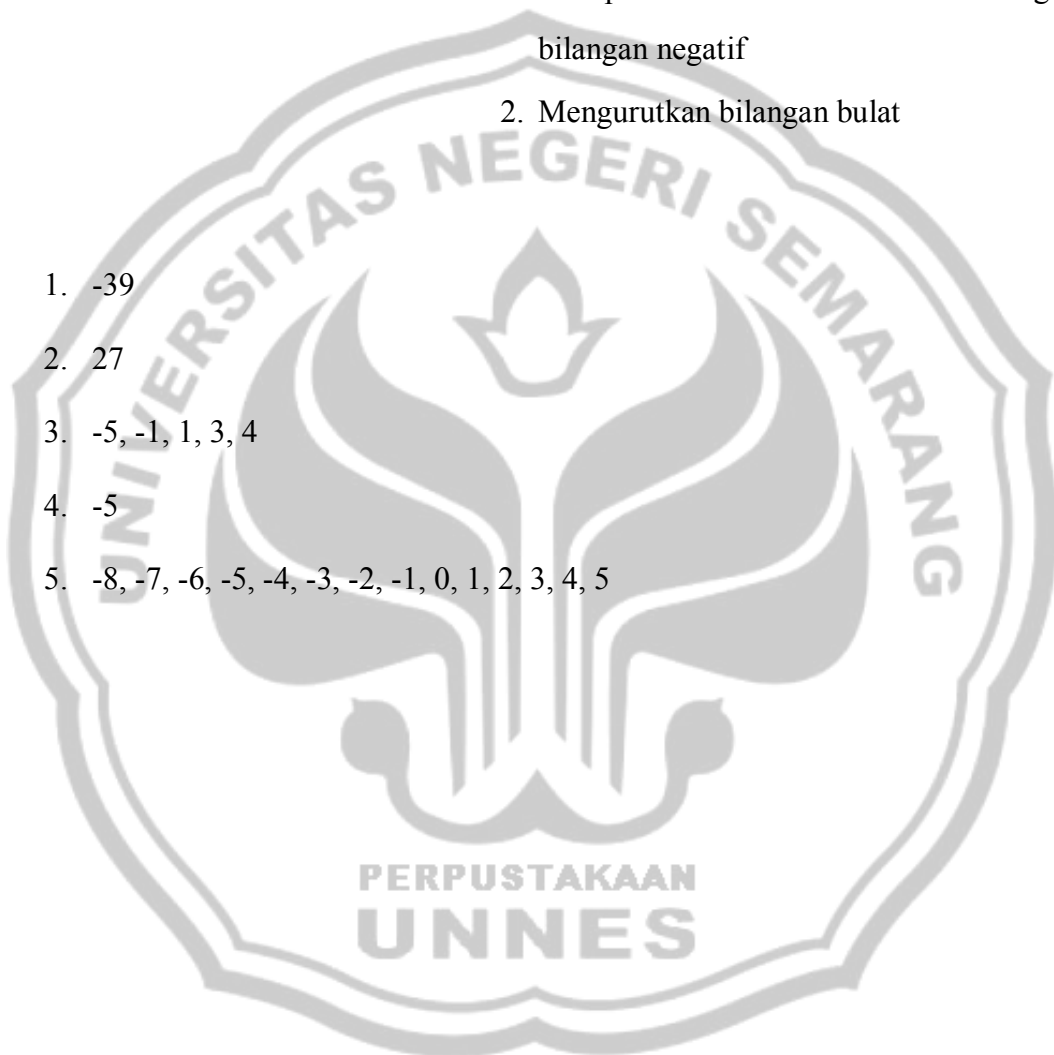 bilangan negatif
2. Mengurutkan bilangan bulat
UNIVERSITAS NEGERI SEMARANG
1. -39
2. 27
3. -5, -1, 1, 3, 4
4. -5
5. -8, -7, -6, -5, -4, -3, -2, -1, 0, 1, 2, 3, 4, 5
PERPUSTAKAAN
UNNES